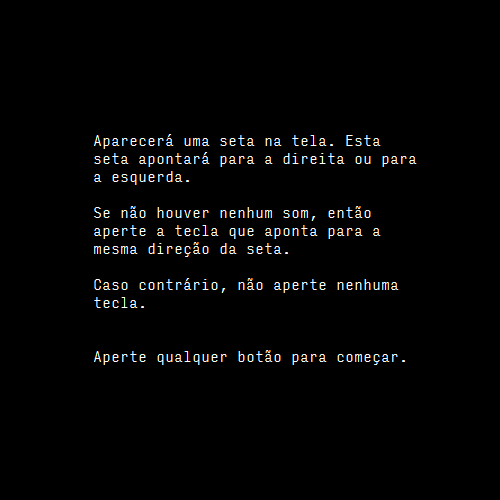 Aparecerá uma seta na tela. Esta
seta apontará para a direita ou para
a esquerda.
Se não houver nenhum som, então
aperte a tecla que aponta para a
mesma direção da seta.
Caso contrário, não aperte nenhuma
tecla.
Aperte qualquer botão para começar.